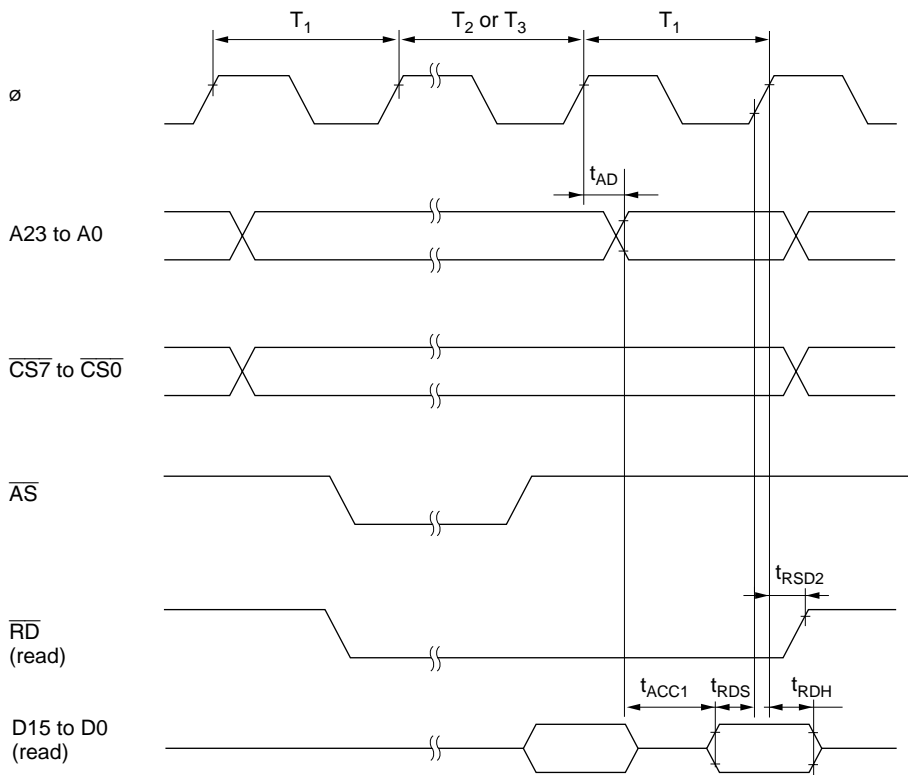 T1 T2 or T3 T1
ø
tAD
A23 to A0
CS7 to CS0
AS
tRSD2
RD
(read)
tACC1 tRDS tRDH
D15 to D0
(read)